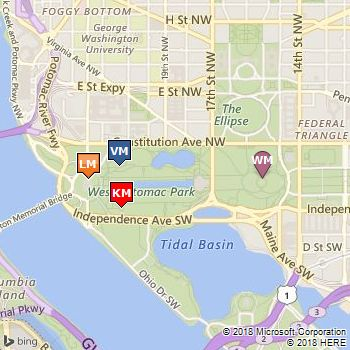 FOGGY BOTTOM
George
Washington
University
H St NW
Virginia Ave NW
Potomac River Fwy
k and Potomac Pkwy NW
19th St NW
17th St NW
14th St NW
E St Expy
E St NW
The
Ellipse
FEDERAL
TRIANGLE
Constitution Ave NW
VM
LM
WM
KM
West Potomac Park
ton Memorial Bridge
Independence Ave SW
Indepen
Maine Ave SW
D St SW
Tidal Basin
Ohio Dr SW
umbia
Island
rial Pkwy
1
bing
© 2018 Microsoft Corporation
© 2018 HERE